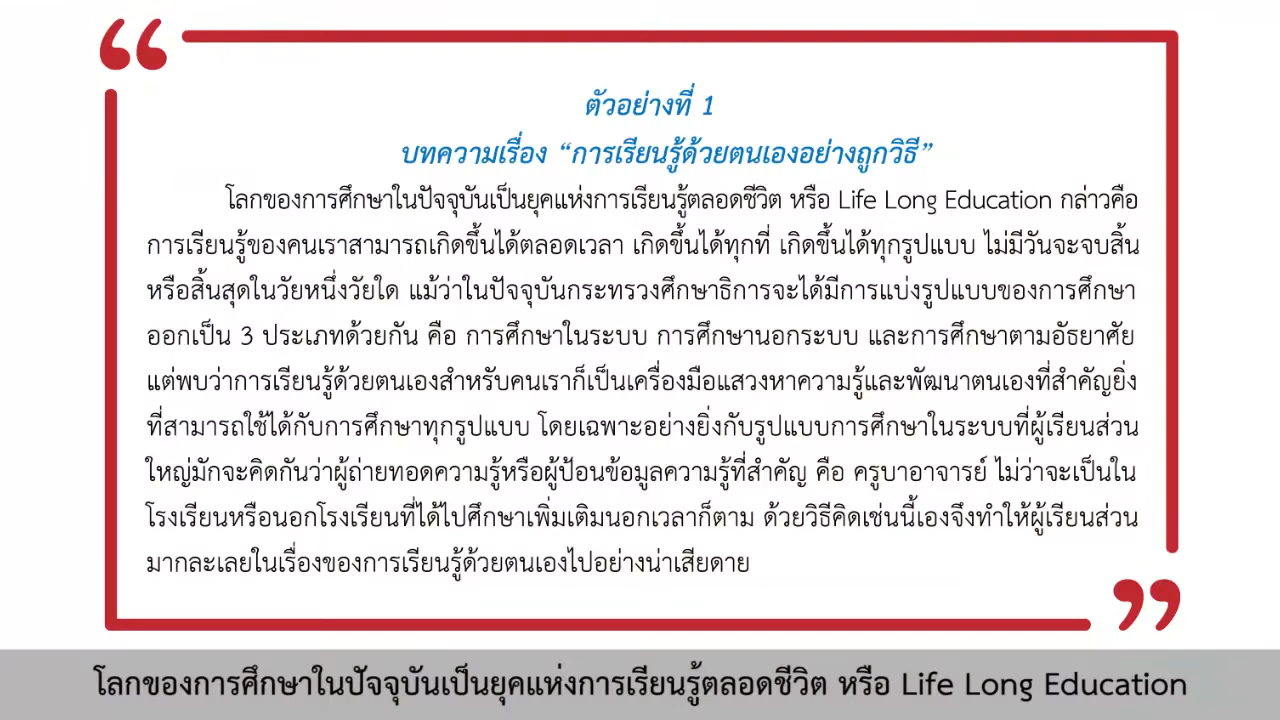 ตัวอย่างที่ 1
บทความเรื่อง “การเรียนรู้ด้วยตนเองอย่างถูกวิธี”
โลกของการศึกษาในปัจจุบันเป็นยุคแห่งการเรียนรู้ตลอดชีวิต หรือ Life Long Education กล่าวคือ
การเรียนรู้ของคนเราสามารถเกิดขึ้นได้ตลอดเวลา เกิดขึ้นได้ทุกที่ เกิดขึ้นได้ทุกรูปแบบ ไม่มีวันจะจบสิ้น
หรือสิ้นสุดในวัยหนึ่งวัยใด แม้ว่าในปัจจุบันกระทรวงศึกษาธิการจะได้มีการแบ่งรูปแบบของการศึกษา
ออกเป็น 3 ประเภทด้วยกัน คือ การศึกษาในระบบ การศึกษานอกระบบ และการศึกษาตามอัธยาศัย
แต่พบว่าการเรียนรู้ด้วยตนเองสำหรับคนเราก็เป็นเครื่องมือแสวงหาความรู้และพัฒนาตนเองที่สำคัญยิ่ง
ที่สามารถใช้ได้กับการศึกษาทุกรูปแบบ โดยเฉพาะอย่างยิ่งกับรูปแบบการศึกษาในระบบที่ผู้เรียนส่วน
ใหญ่มักจะคิดกันว่าผู้ถ่ายทอดความรู้หรือผู้ป้อนข้อมูลความรู้ที่สำคัญ คือ ครูบาอาจารย์ ไม่ว่าจะเป็นใน
โรงเรียนหรือนอกโรงเรียนที่ได้ไปศึกษาเพิ่มเติมนอกเวลาก็ตาม ด้วยวิธีคิดเช่นนี้เองจึงทำให้ผู้เรียนส่วน
มากละเลยในเรื่องของการเรียนรู้ด้วยตนเองไปอย่างน่าเสียดาย
โลกของการศึกษาในปัจจุบันเป็นยุคแห่งการเรียนรู้ตลอดชีวิต หรือ Life Long Education